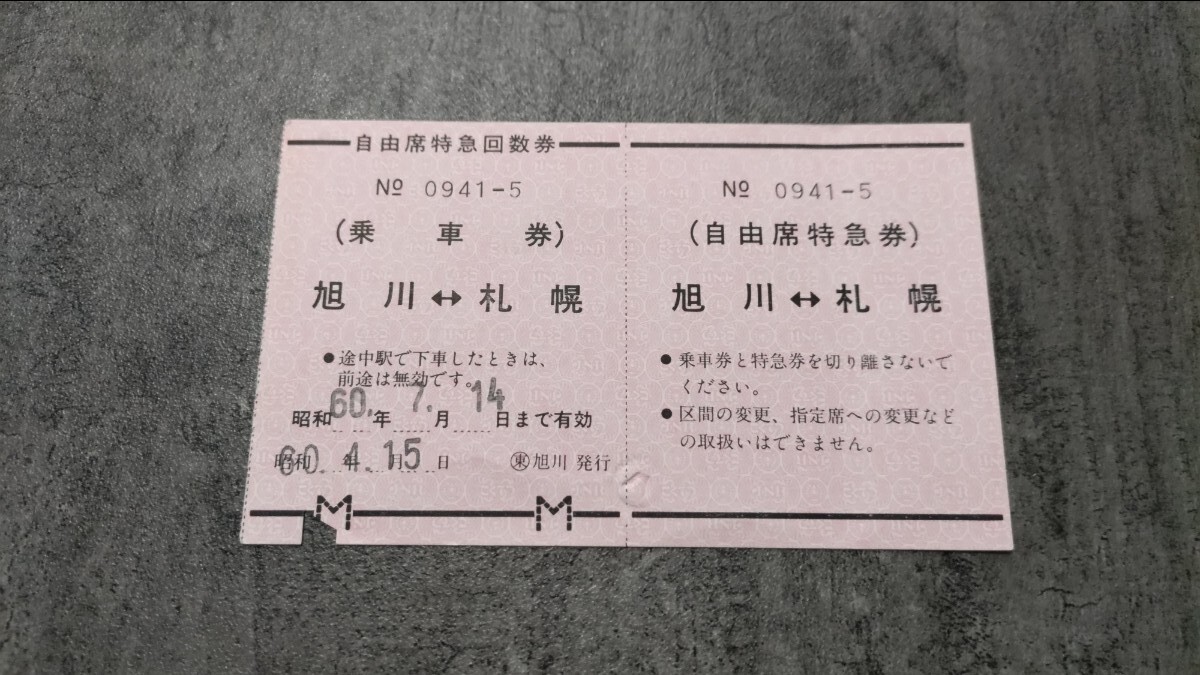 自由席特急回数券
№ 0941-5
(乗車券)
旭川↔札幌
●途中駅で下車したときは、
前途は無効です。
昭和60.年7.月14日まで有効
昭和60.年4.月15日 ㊤旭川発行
№ 0941-5
(自由席特急券)
旭川↔札幌
●乗車券と特急券を切り離さないで
ください。
●区間の変更、指定席への変更など
の取扱いはできません。